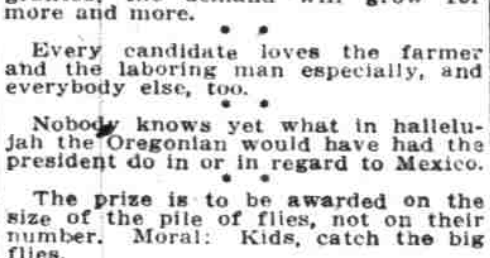 more and more.
Every candidate loves the farmer
and the laboring man especially, and
everybody else, too.
Nobody knows yet what in hallelu-
jah the Oregonian would have had the
president do in or in regard to Mexico.
The prize is to be awarded on the
size of the pile of flies, not on their
number. Moral: Kids, catch the big
flies.